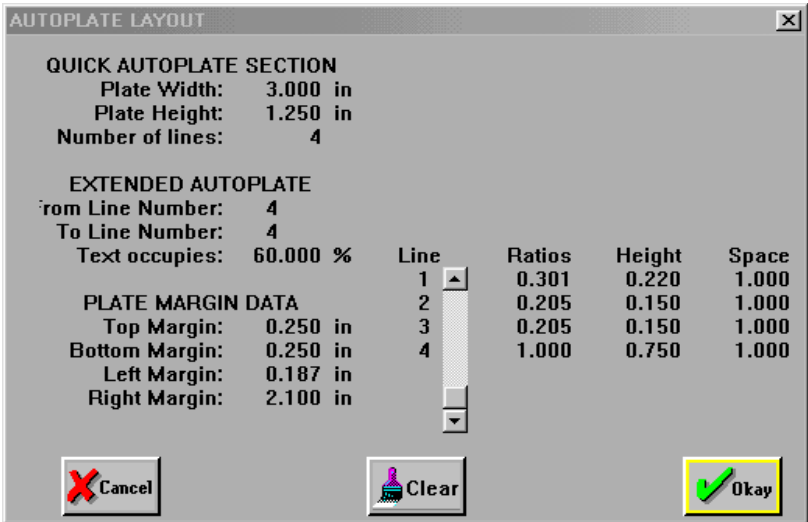 AUTOPLATE LAYOUT
QUICK AUTOPLATE SECTION
Plate Width: 3.000 in
Plate Height: 1.250 in
Number of lines: 4
EXTENDED AUTOPLATE
rom Line Number: 4
To Line Number: 4
Text occupies: 60.000 % Line Ratios Height Space
1 0.301 0.220 1.000
PLATE MARGIN DATA 2 0.205 0.150 1.000
Top Margin: 0.250 in 3 0.205 0.150 1.000
Bottom Margin: 0.250 in 4 1.000 0.750 1.000
Left Margin: 0.187 in
Right Margin: 2.100 in
Cancel Clear Okay